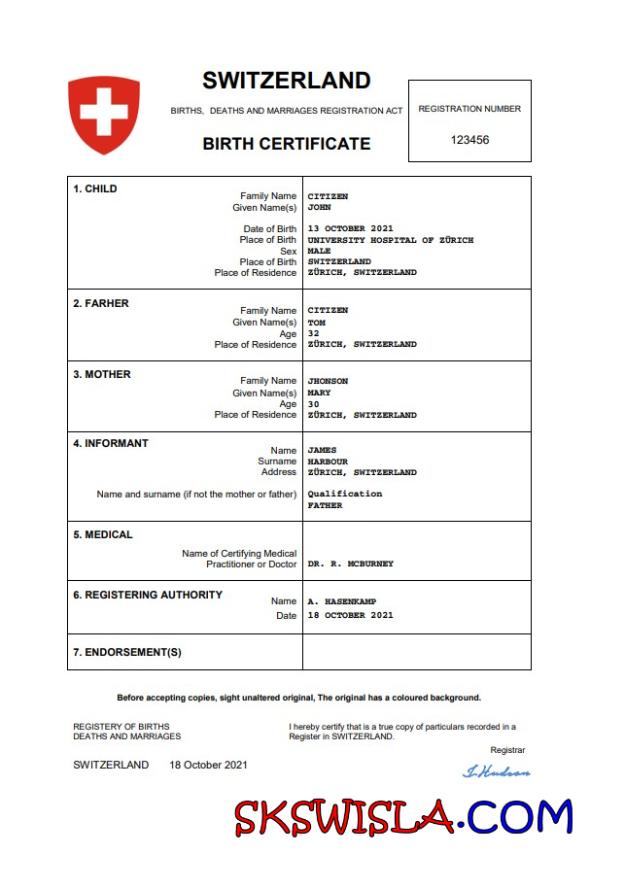 SWITZERLAND
BIRTHS, DEATHS AND MARRIAGES REGISTRATION ACT
BIRTH CERTIFICATE
REGISTRATION NUMBER
123456
1. CHILD
Family Name CITIZEN
Given Name(s) JOHN
Date of Birth 13 OCTOBER 2021
Place of Birth UNIVERSITY HOSPITAL OF ZÜRICH
Sex MALE
Place of Birth SWITZERLAND
Place of Residence ZÜRICH, SWITZERLAND
2. FARHER
Family Name CITIZEN
Given Name(s) TOM
Age 32
Place of Residence ZÜRICH, SWITZERLAND
3. MOTHER
Family Name JHONSON
Given Name(s) MARY
Age 30
Place of Residence ZÜRICH, SWITZERLAND
4. INFORMANT
Name JAMES
Surname HARBOUR
Address ZÜRICH, SWITZERLAND
Name and surname (if not the mother or father) Qualification
FATHER
5. MEDICAL
Name of Certifying Medical
Practitioner or Doctor DR. R. MCBURNEY
6. REGISTERING AUTHORITY
Name A. HASENKAMP
Date 18 OCTOBER 2021
7. ENDORSEMENT(S)
Before accepting copies, sight unaltered original, The original has a coloured background.
REGISTERY OF BIRTHS
DEATHS AND MARRIAGES
I hereby certify that is a true copy of particulars recorded in a
Register in SWITZERLAND.
Registrar
SWITZERLAND 18 October 2021
I. Hudson
SKSWISLA.COM